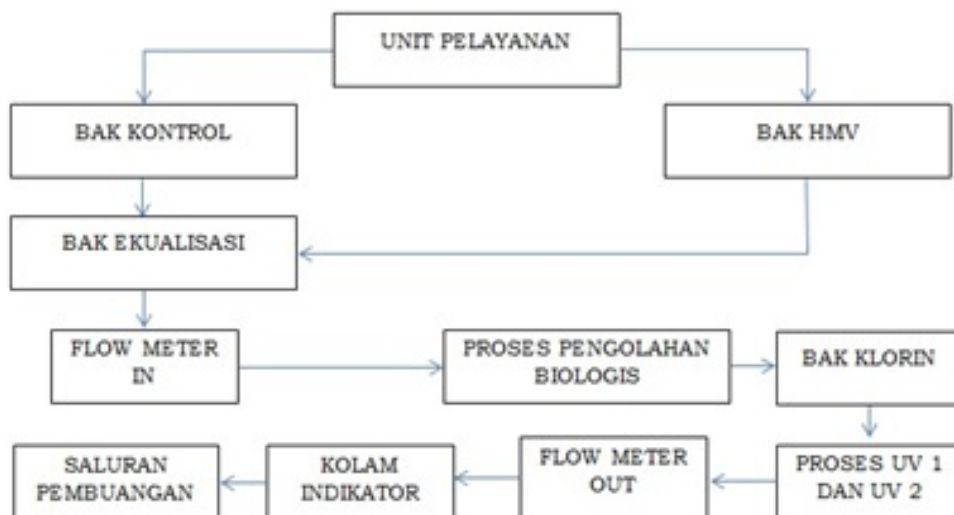 UNIT PELAYANAN
BAK KONTROL
BAK HMV
BAK EKUALISASI
FLOW METER
IN
PROSES PENGOLAHAN
BIOLOGIS
BAK KLORIN
PROSES UV 1
DAN UV 2
FLOW METER
OUT
KOLAM
INDIKATOR
SALURAN
PEMBUANGAN